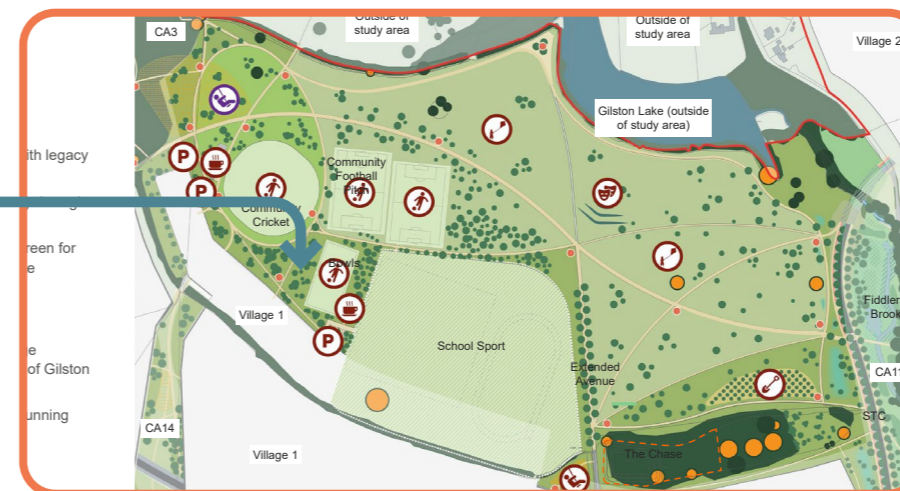 ith legacy
reen for
e
e
of Gilston
unning
CA3
Outside of
study area
Outside of
study area
Village 2
Gilston Lake (outside
of study area)
P
P
Community
Football
Pitch
Community
Cricket
Bowls
Village 1
P
School Sport
Fiddler
Brook
Extended
Avenue
CA11
STC
CA14
Village 1
The Chase